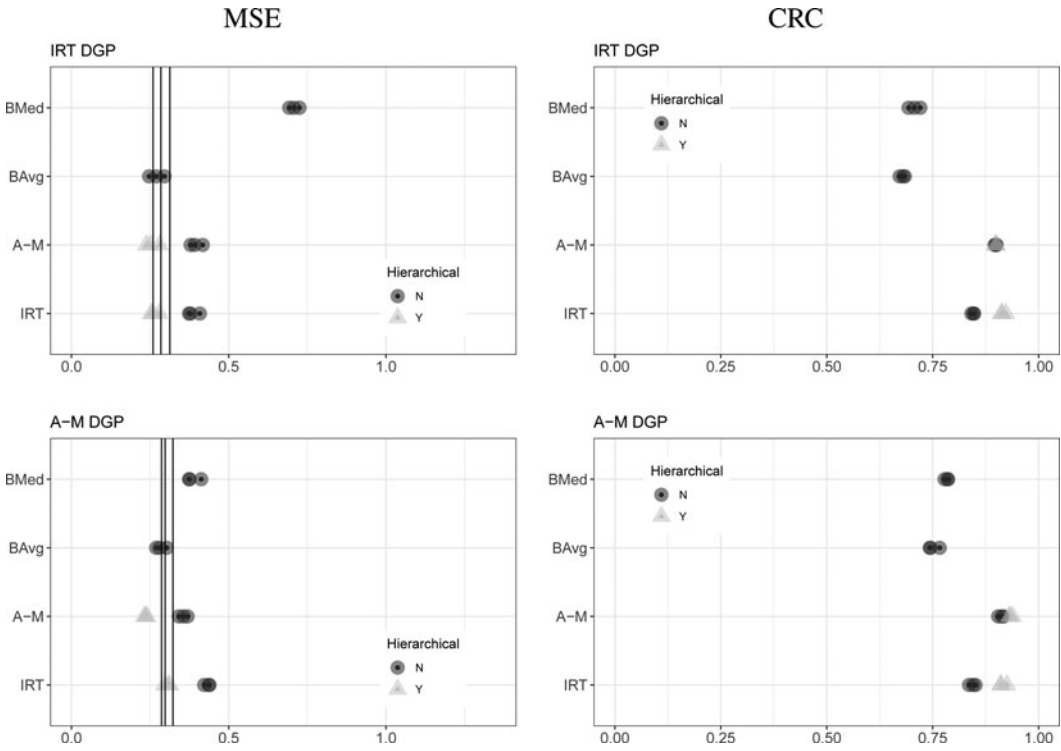 MSE
CRC
IRT DGP
BMed
BAvg
A−M
IRT
Hierarchical
N
Y
0.0 0.5 1.0
IRT DGP
BMed
BAvg
A−M
IRT
Hierarchical
N
Y
0.00 0.25 0.50 0.75 1.00
A−M DGP
BMed
BAvg
A−M
IRT
Hierarchical
N
Y
0.0 0.5 1.0
A−M DGP
BMed
BAvg
A−M
IRT
Hierarchical
N
Y
0.00 0.25 0.50 0.75 1.00